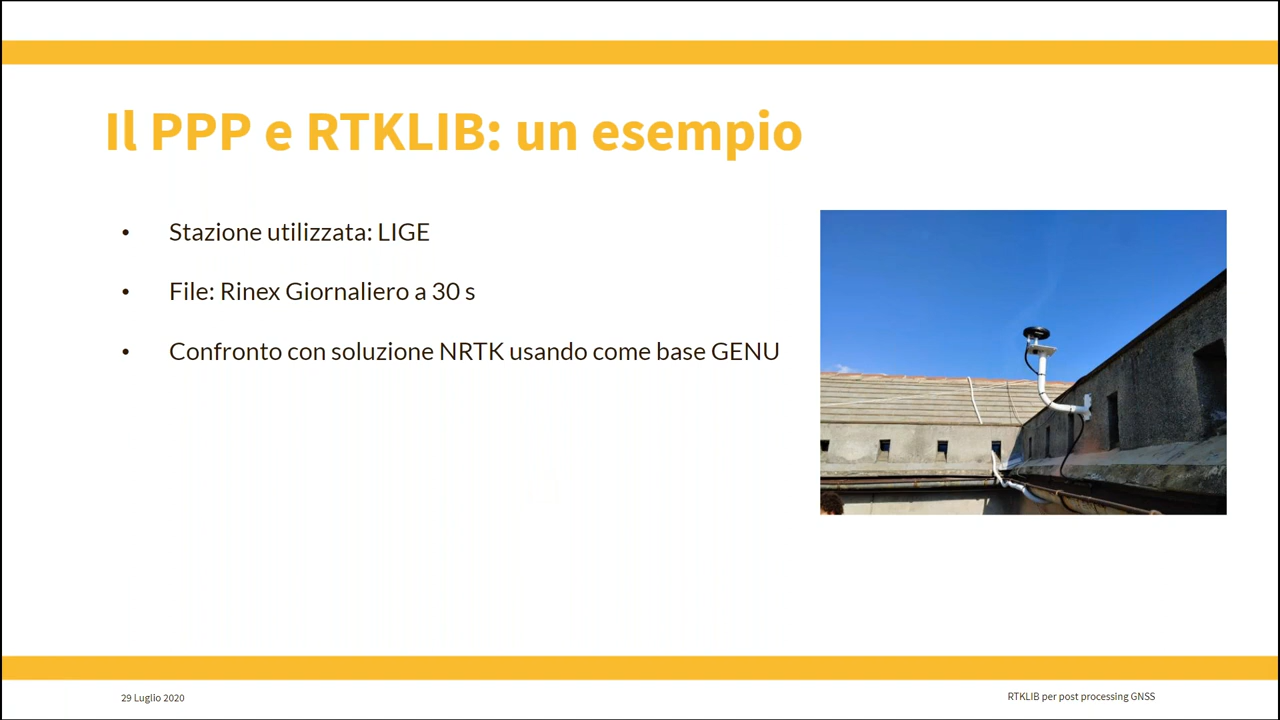 Il PPP e RTKLIB: un esempio
• Stazione utilizzata: LIGE
• File: Rinex Giornaliero a 30 s
• Confronto con soluzione NRTK usando come base GENU
29 Luglio 2020
RTKLIB per post processing GNSS